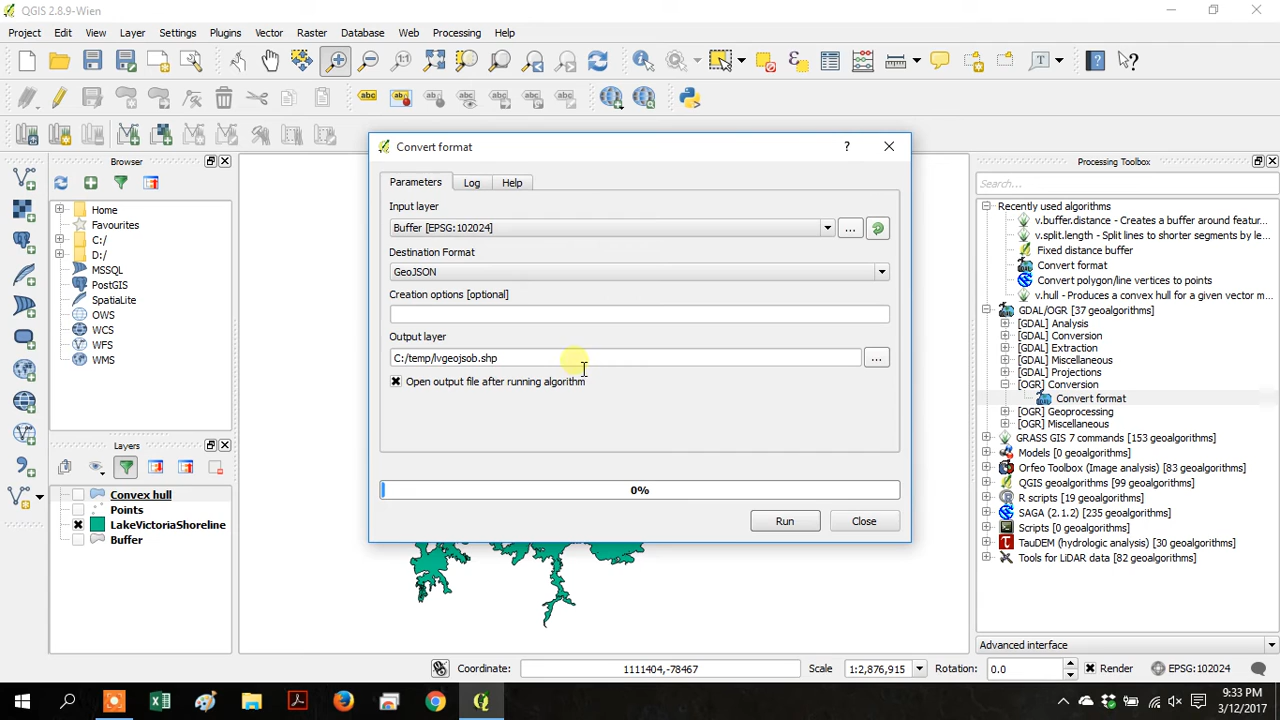 QGIS 2.8.9-Wien
Project Edit View Layer Settings Plugins Vector Raster Database Web Processing Help
Browser
Home
Favourites
C:/
D:/
MSSQL
PostGIS
SpatiaLite
OWS
WCS
WFS
WMS
Layers
Convex hull
Points
LakeVictoriaShoreline
Buffer
Convert format
Parameters Log Help
Input layer
Buffer [EPSG:102024]
Destination Format
GeoJSON
Creation options [optional]
Output layer
C:/temp/lvgeojsob.shp
Open output file after running algorithm
0%
Run Close
Processing Toolbox
Search...
Recently used algorithms
v.buffer.distance - Creates a buffer around featur...
v.split.length - Split lines to shorter segments by le...
Fixed distance buffer
Convert format
Convert polygon/line vertices to points
v.hull - Produces a convex hull for a given vector m...
GDAL/OGR [37 geoalgorithms]
[GDAL] Analysis
[GDAL] Conversion
[GDAL] Extraction
[GDAL] Miscellaneous
[GDAL] Projections
[OGR] Conversion
Convert format
[OGR] Geoprocessing
[OGR] Miscellaneous
GRASS GIS 7 commands [153 geoalgorithms]
Models [0 geoalgorithms]
Orfeo Toolbox (Image analysis) [83 geoalgorithms]
QGIS geoalgorithms [99 geoalgorithms]
R scripts [19 geoalgorithms]
SAGA (2.1.2) [235 geoalgorithms]
Scripts [0 geoalgorithms]
TauDEM (hydrologic analysis) [30 geoalgorithms]
Tools for LiDAR data [82 geoalgorithms]
Advanced interface
Coordinate: 1111404,-78467 Scale 1:2,876,915 Rotation: 0.0 Render EPSG:102024
9:33 PM
3/12/2017